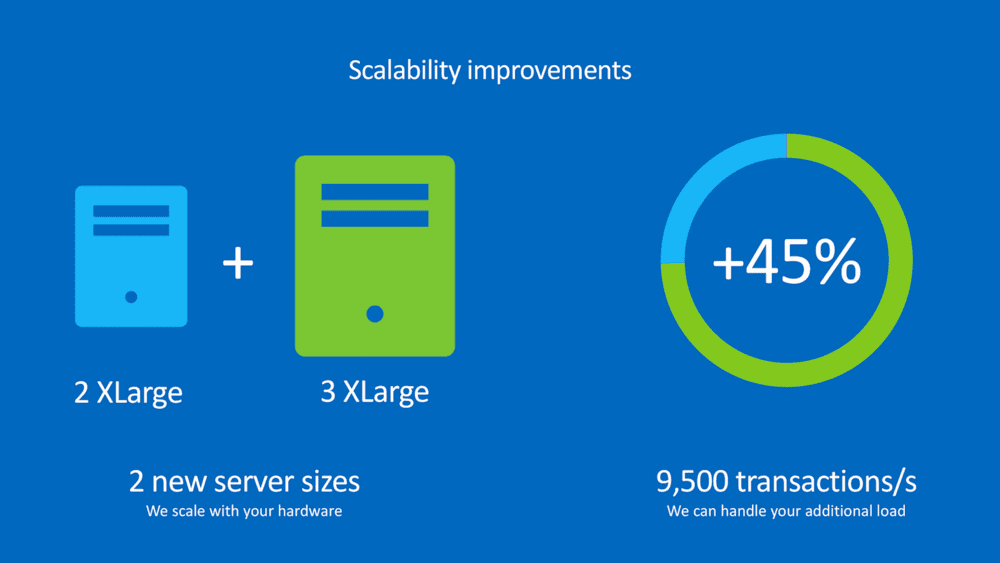 Scalability improvements
+
+45%
2 XLarge
3 XLarge
2 new server sizes
We scale with your hardware
9,500 transactions/s
We can handle your additional load